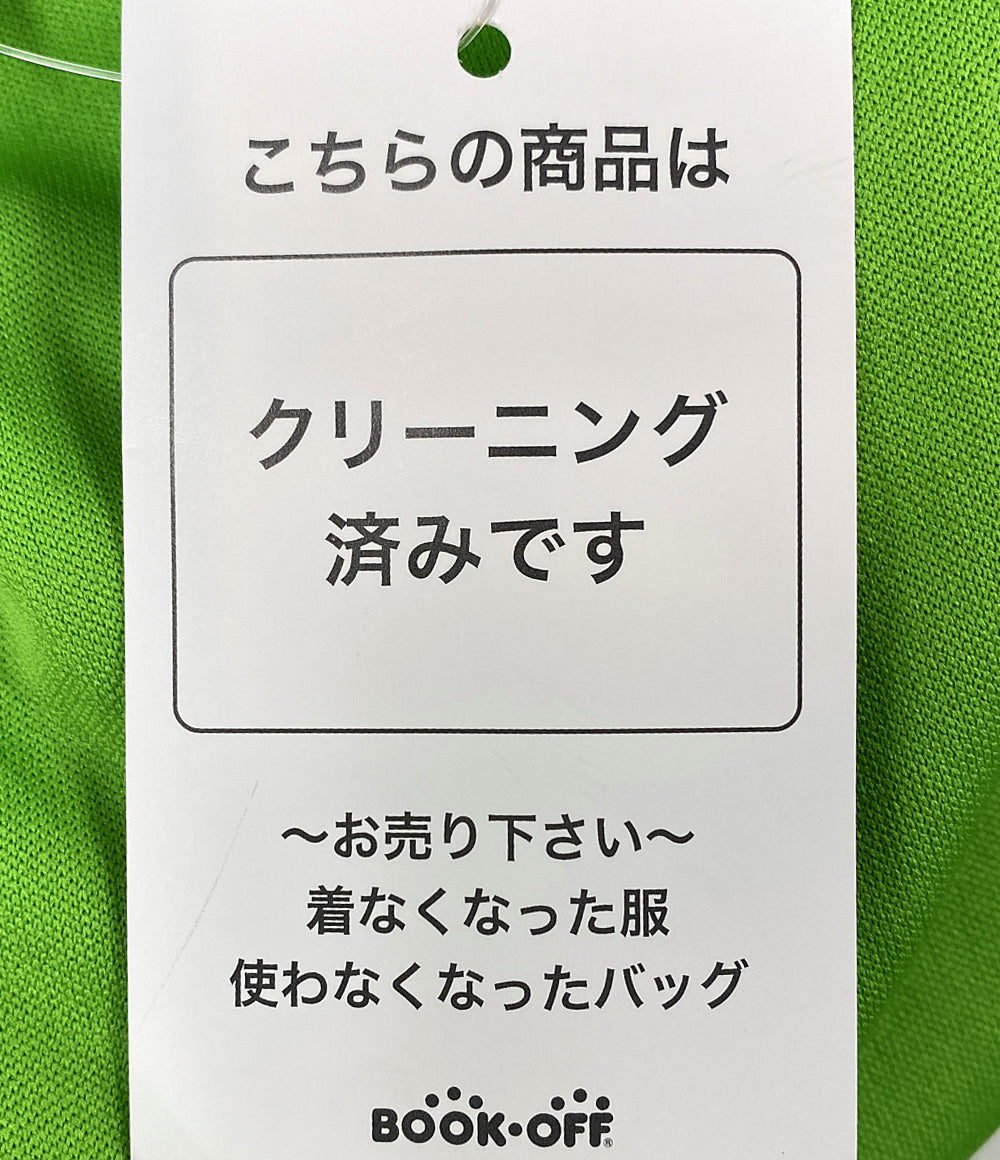 こちらの商品は
クリーニング
済みです
〜お売り下さい〜
着なくなった服
使わなくなったバッグ
BOOK・OFF®